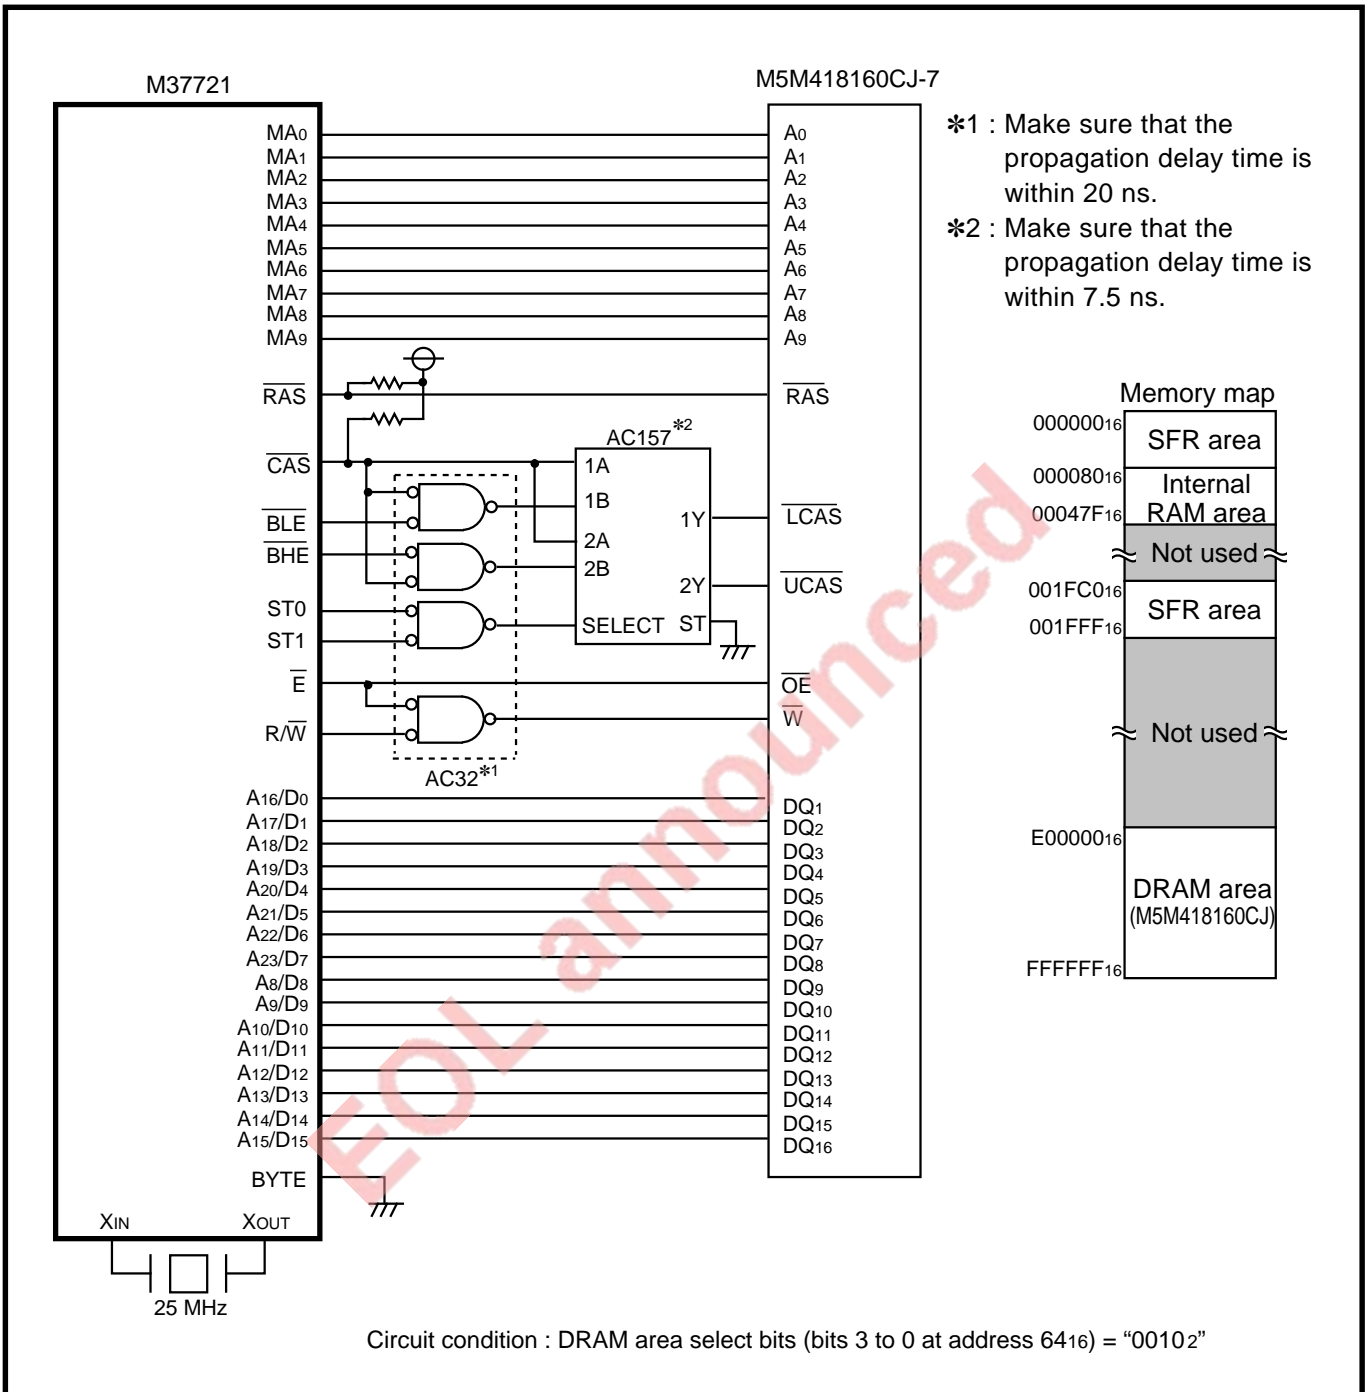 M37721
M5M418160CJ-7
MA0
MA1
MA2
MA3
MA4
MA5
MA6
MA7
MA8
MA9
RAS
CAS
BLE
BHE
ST0
ST1
E
R/W
A16/D0
A17/D1
A18/D2
A19/D3
A20/D4
A21/D5
A22/D6
A23/D7
A8/D8
A9/D9
A10/D10
A11/D11
A12/D12
A13/D13
A14/D14
A15/D15
BYTE
XIN
XOUT
25 MHz
AC157✽2
1A
1B
2A
2B
SELECT
1Y
2Y
ST
AC32✽1
A0
A1
A2
A3
A4
A5
A6
A7
A8
A9
RAS
LCAS
UCAS
OE
W
DQ1
DQ2
DQ3
DQ4
DQ5
DQ6
DQ7
DQ8
DQ9
DQ10
DQ11
DQ12
DQ13
DQ14
DQ15
DQ16
✽1 : Make sure that the
propagation delay time is
within 20 ns.
✽2 : Make sure that the
propagation delay time is
within 7.5 ns.
Memory map
00000016
SFR area
00008016
Internal
RAM area
00047F16
Not used
001FC016
SFR area
001FFF16
Not used
E0000016
DRAM area
(M5M418160CJ)
FFFFFF16
Circuit condition : DRAM area select bits (bits 3 to 0 at address 6416) = “00102”
EOL announced